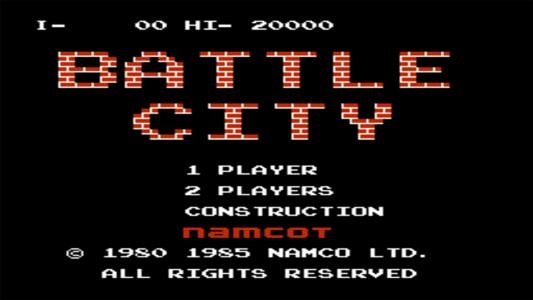 I-     00 HI- 20000
BATTLE
CITY
1 PLAYER
2 PLAYERS
CONSTRUCTION
namcot
© 1980 1985 NAMCO LTD.
ALL RIGHTS RESERVED